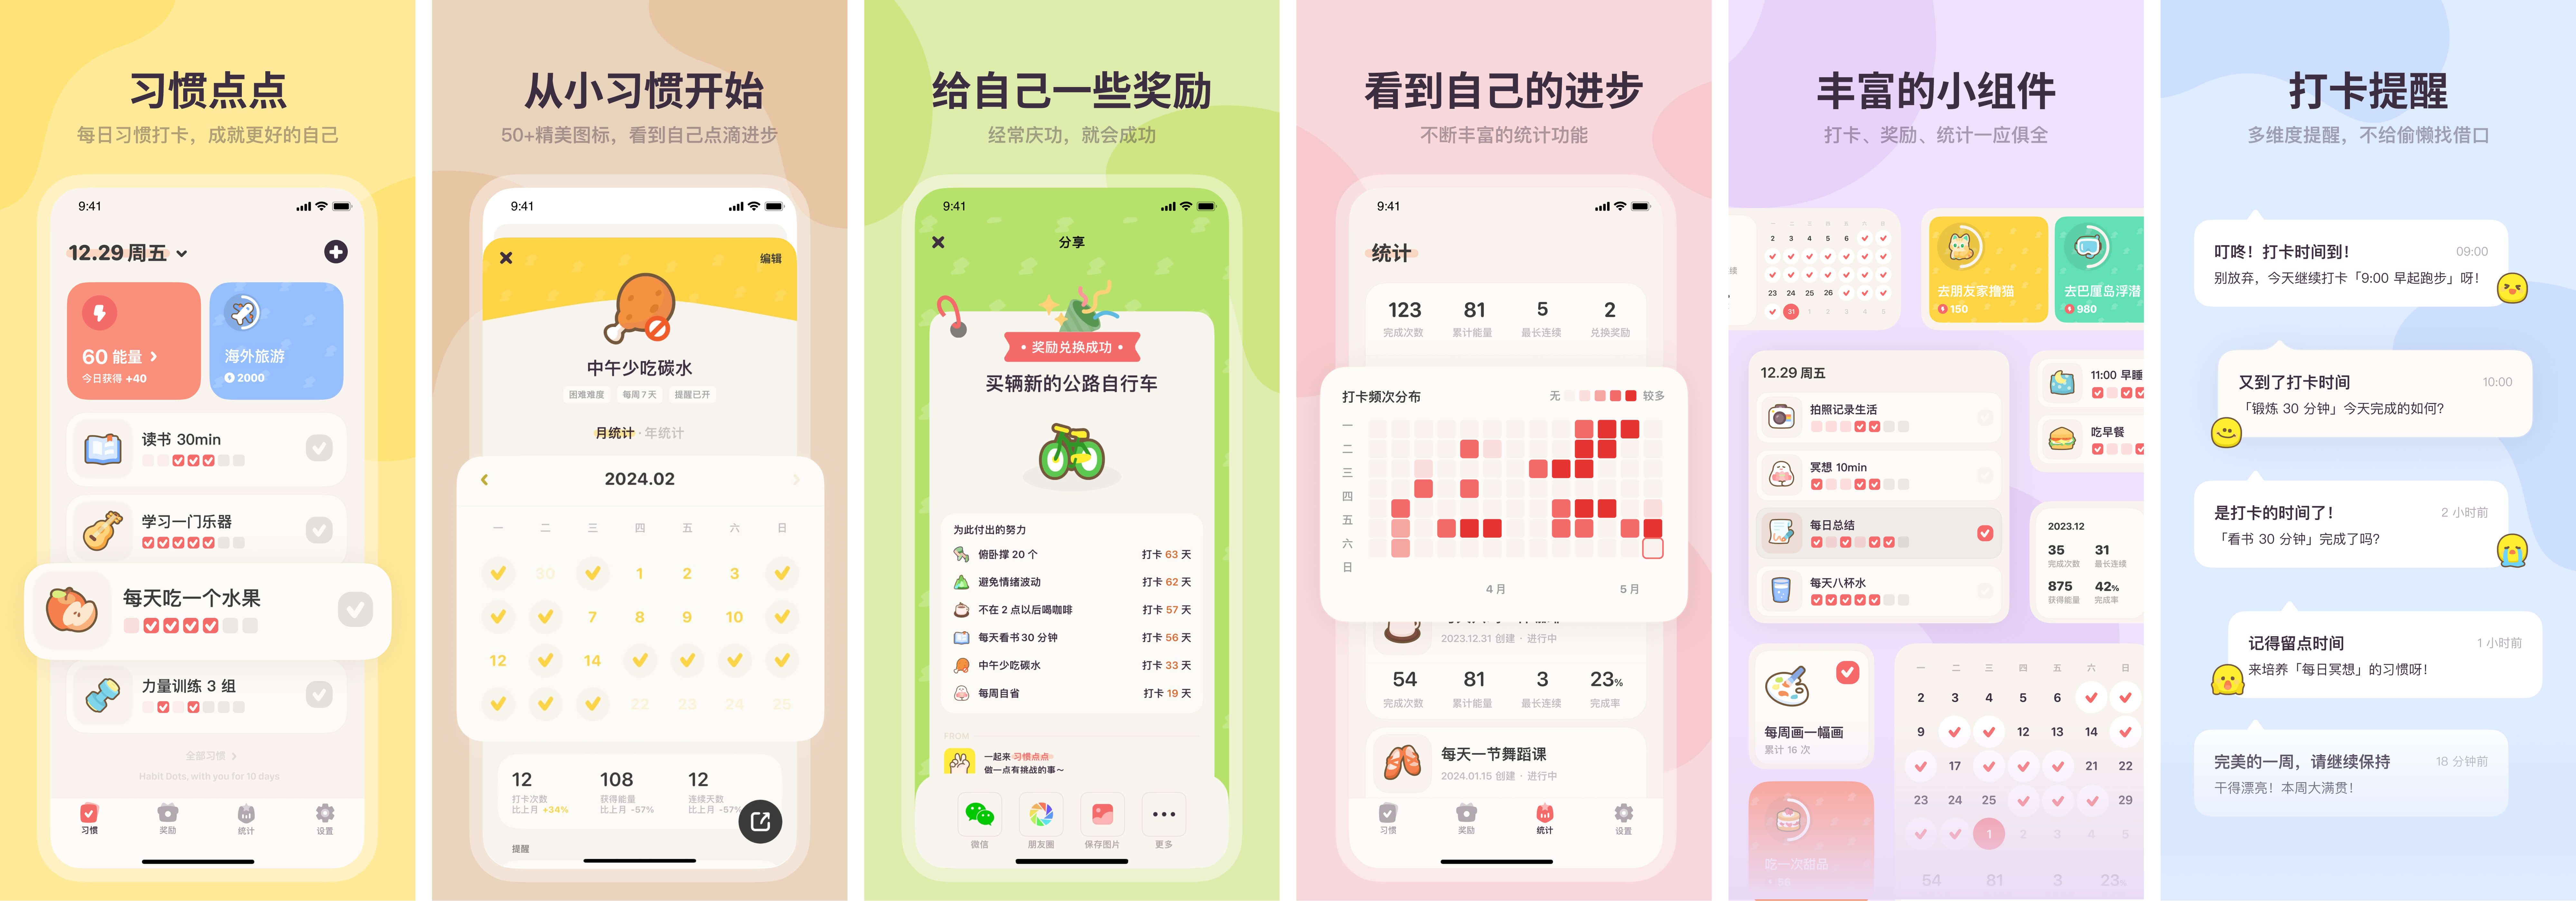 习惯点点
每日习惯打卡，成就更好的自己
9:41
12.29 周五
60 能量
今日获得 +40
海外旅游
2000
读书 30min
学习一门乐器
每天吃一个水果
力量训练 3 组
全部习惯
Habit Dots, with you for 10 days
习惯 奖励 统计 设置
从小习惯开始
50+精美图标，看到自己点滴进步
9:41
编辑
中午少吃碳水
困难难度 每周 7 天 提醒已开
月统计 · 年统计
2024.02
一 二 三 四 五 六 日
30 1 2 3
7 8 9 10
12 14
22 23 24 25
12 108 12
打卡次数 获得能量 连续天数
比上月 +34% 比上月 -57% 比上月 -57%
提醒
给自己一些奖励
经常庆功，就会成功
9:41
分享
• 奖励兑换成功 •
买辆新的公路自行车
为此付出的努力
俯卧撑 20 个 打卡 63 天
避免情绪波动 打卡 62 天
不在 2 点以后喝咖啡 打卡 57 天
每天看书 30 分钟 打卡 56 天
中午少吃碳水 打卡 33 天
每周自省 打卡 19 天
FROM
一起来 习惯点点
做一点有挑战的事～
微信 朋友圈 保存图片 更多
看到自己的进步
不断丰富的统计功能
9:41
统计
123 81 5 2
完成次数 累计能量 最长连续 兑换奖励
打卡频次分布 无 较多
一
二
三
四
五
六
日
4 月 5 月
2023.12.31 创建 · 进行中
54 81 3 23%
完成次数 累计能量 最长连续 完成率
每天一节舞蹈课
2024.01.15 创建 · 进行中
习惯 奖励 统计 设置
丰富的小组件
打卡、奖励、统计一应俱全
续
一 二 三 四 五 六 日
2 3 4 5 6
23 24 25 26
31 1 2 3 4 5 6
去朋友家撸猫
150
去巴厘岛浮潜
980
12.29 周五
拍照记录生活
冥想 10min
每日总结
每天八杯水
11:00 早睡
吃早餐
2023.12
35 31
完成次数 最长连续
875 42%
获得能量 完成率
每周画一幅画
累计 16 次
吃一次甜品
一 二 三 四 五 六 日
2 3 4 5 6
9 12 13 14
17 21 22
23 24 25 29
1 2 3 4 5
54 81 3 23%
打卡提醒
多维度提醒，不给偷懒找借口
叮咚！打卡时间到！ 09:00
别放弃，今天继续打卡「9:00 早起跑步」呀！
又到了打卡时间 10:00
「锻炼 30 分钟」今天完成的如何？
是打卡的时间了！ 2 小时前
「看书 30 分钟」完成了吗？
记得留点时间 1 小时前
来培养「每日冥想」的习惯呀！
完美的一周，请继续保持 18 分钟前
干得漂亮！本周大满贯！